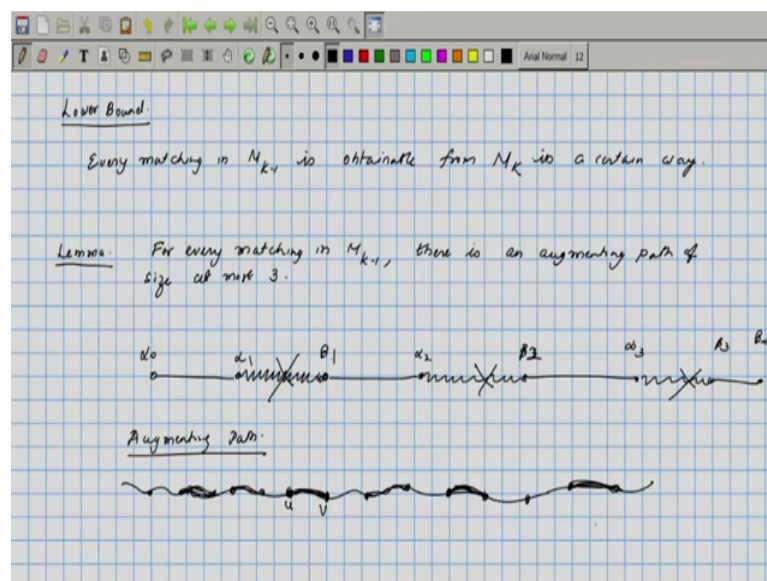 T
Arial Normal 12
Lower Bound.
Every matching in M_{k-1} is obtainable from M_K in a certain way.
Lemma. For every matching in M_{k-1}, there is an augmenting path of
size at most 3.
α0 α1 β1 α2 β2 α3 β3
Augmenting Path.
u v